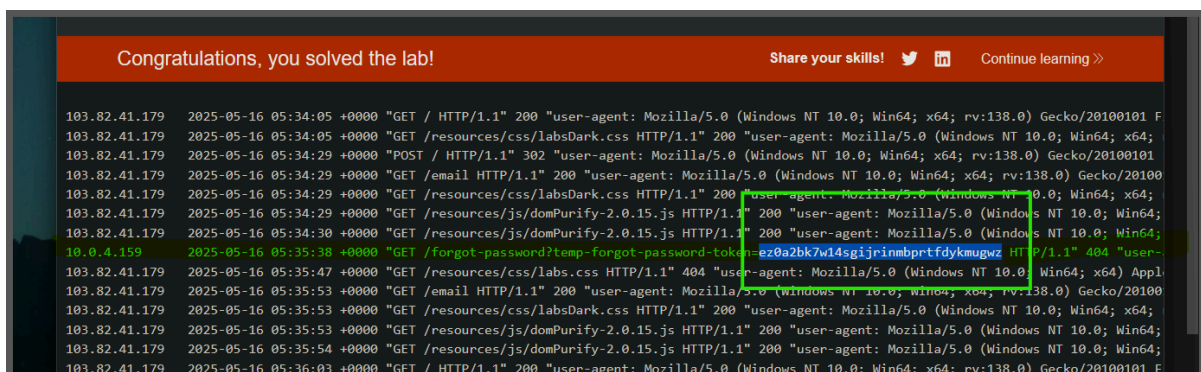 Congratulations, you solved the lab! Share your skills! Continue learning >>
103.82.41.179 2025-05-16 05:34:05 +0000 "GET / HTTP/1.1" 200 "user-agent: Mozilla/5.0 (Windows NT 10.0; Win64; x64; rv:138.0) Gecko/20100101 F
103.82.41.179 2025-05-16 05:34:05 +0000 "GET /resources/css/labsDark.css HTTP/1.1" 200 "user-agent: Mozilla/5.0 (Windows NT 10.0; Win64; x64;
103.82.41.179 2025-05-16 05:34:29 +0000 "POST / HTTP/1.1" 302 "user-agent: Mozilla/5.0 (Windows NT 10.0; Win64; x64; rv:138.0) Gecko/20100101
103.82.41.179 2025-05-16 05:34:29 +0000 "GET /email HTTP/1.1" 200 "user-agent: Mozilla/5.0 (Windows NT 10.0; Win64; x64; rv:138.0) Gecko/20100
103.82.41.179 2025-05-16 05:34:29 +0000 "GET /resources/css/labsDark.css HTTP/1.1" 200 "user-agent: Mozilla/5.0 (Windows NT 10.0; Win64; x64;
103.82.41.179 2025-05-16 05:34:29 +0000 "GET /resources/js/domPurify-2.0.15.js HTTP/1.1" 200 "user-agent: Mozilla/5.0 (Windows NT 10.0; Win64;
103.82.41.179 2025-05-16 05:34:30 +0000 "GET /resources/js/domPurify-2.0.15.js HTTP/1.1" 200 "user-agent: Mozilla/5.0 (Windows NT 10.0; Win64;
10.0.4.159 2025-05-16 05:35:38 +0000 "GET /forgot-password?temp-forgot-password-token=ez0a2bk7w14sgijrinmbprtfdykmugwz HTTP/1.1" 404 "user-
103.82.41.179 2025-05-16 05:35:47 +0000 "GET /resources/css/labs.css HTTP/1.1" 404 "user-agent: Mozilla/5.0 (Windows NT 10.0; Win64; x64) Appl
103.82.41.179 2025-05-16 05:35:53 +0000 "GET /email HTTP/1.1" 200 "user-agent: Mozilla/5.0 (Windows NT 10.0; Win64; x64; rv:138.0) Gecko/20100
103.82.41.179 2025-05-16 05:35:53 +0000 "GET /resources/css/labsDark.css HTTP/1.1" 200 "user-agent: Mozilla/5.0 (Windows NT 10.0; Win64; x64;
103.82.41.179 2025-05-16 05:35:53 +0000 "GET /resources/js/domPurify-2.0.15.js HTTP/1.1" 200 "user-agent: Mozilla/5.0 (Windows NT 10.0; Win64;
103.82.41.179 2025-05-16 05:35:54 +0000 "GET /resources/js/domPurify-2.0.15.js HTTP/1.1" 200 "user-agent: Mozilla/5.0 (Windows NT 10.0; Win64;
103.82.41.179 2025-05-16 05:36:03 +0000 "GET / HTTP/1.1" 200 "user-agent: Mozilla/5.0 (Windows NT 10.0; Win64; x64; rv:138.0) Gecko/20100101 F